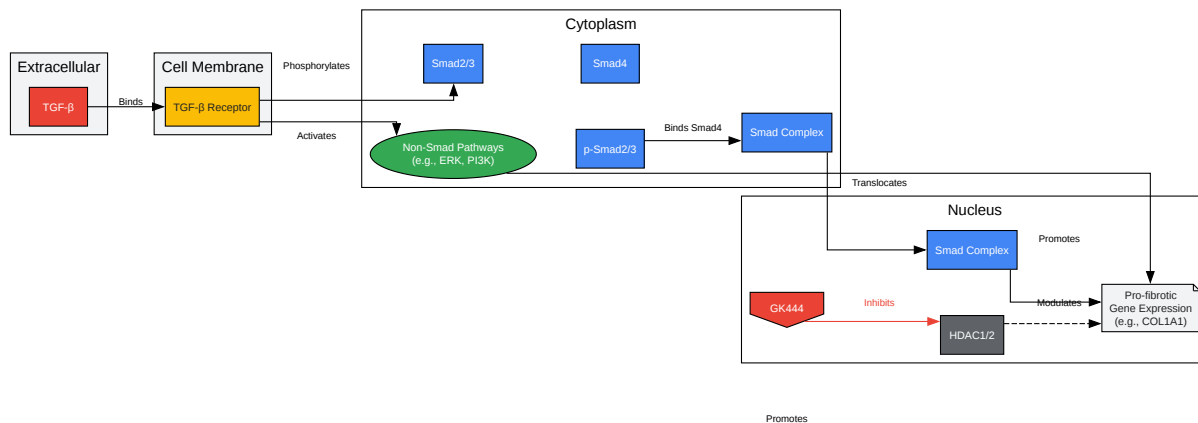 Cytoplasm
Extracellular
Cell Membrane
Phosphorylates
Smad2/3
Smad4
TGF-β
Binds
TGF-β Receptor
Activates
Binds Smad4
Smad Complex
Non-Smad Pathways
(e.g., ERK, PI3K)
p-Smad2/3
Translocates
Nucleus
Smad Complex
Promotes
GK444
Inhibits
HDAC1/2
Modulates
Pro-fibrotic
Gene Expression
(e.g., COL1A1)
Promotes